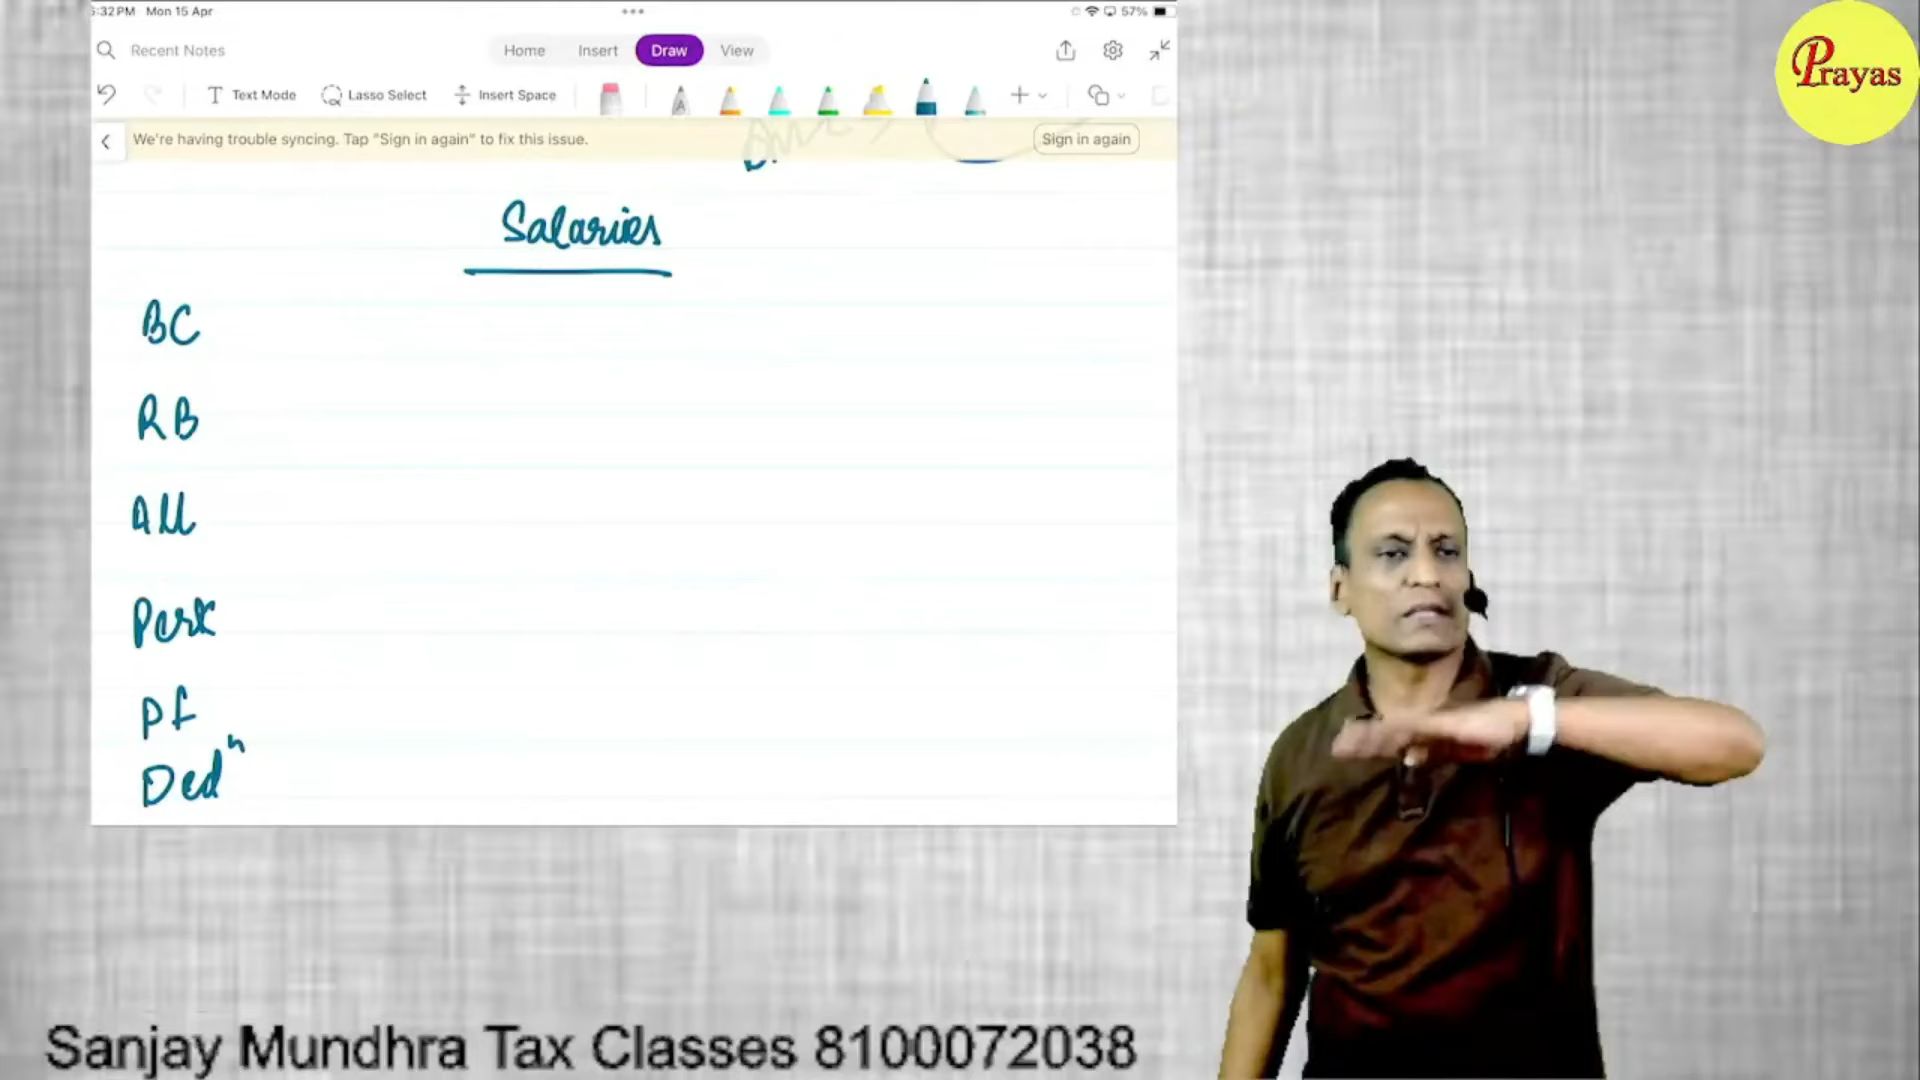 :32 PM Mon 15 Apr
57%
Prayas
Recent Notes
Home Insert Draw View
Text Mode Lasso Select Insert Space
We're having trouble syncing. Tap "Sign in again" to fix this issue.
Sign in again
Salaries
BC
RB
All
Perk
Pf
Dedn
Sanjay Mundhra Tax Classes 8100072038